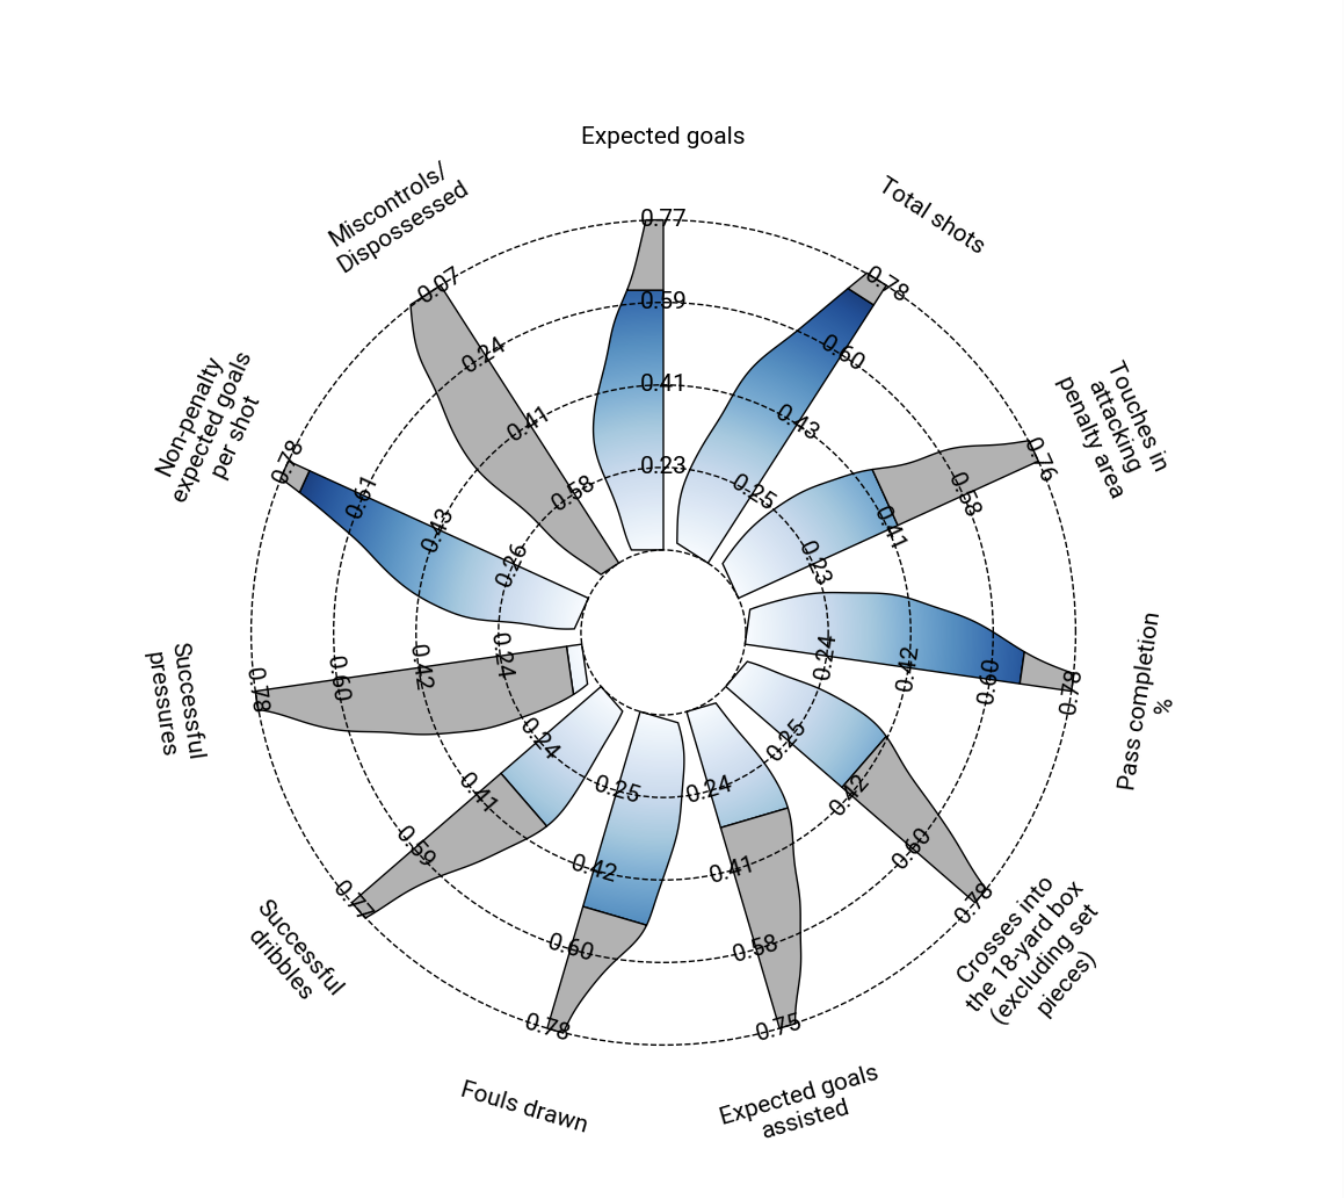 Expected goals
0.77
0.59
0.41
0.23
Total shots
0.78
0.60
0.43
0.25
Touches in
attacking
penalty area
0.76
0.58
0.41
0.23
Pass completion
%
0.78
0.60
0.42
0.24
Crosses into
the 18-yard box
(excluding set
pieces)
0.78
0.60
0.42
0.25
Expected goals
assisted
0.75
0.58
0.41
0.24
Fouls drawn
0.78
0.60
0.42
0.25
Successful
dribbles
0.77
0.59
0.41
0.24
Successful
pressures
0.78
0.60
0.42
0.24
Non-penalty
expected goals
per shot
0.78
0.61
0.43
0.26
Miscontrols/
Dispossessed
0.07
0.24
0.41
0.58